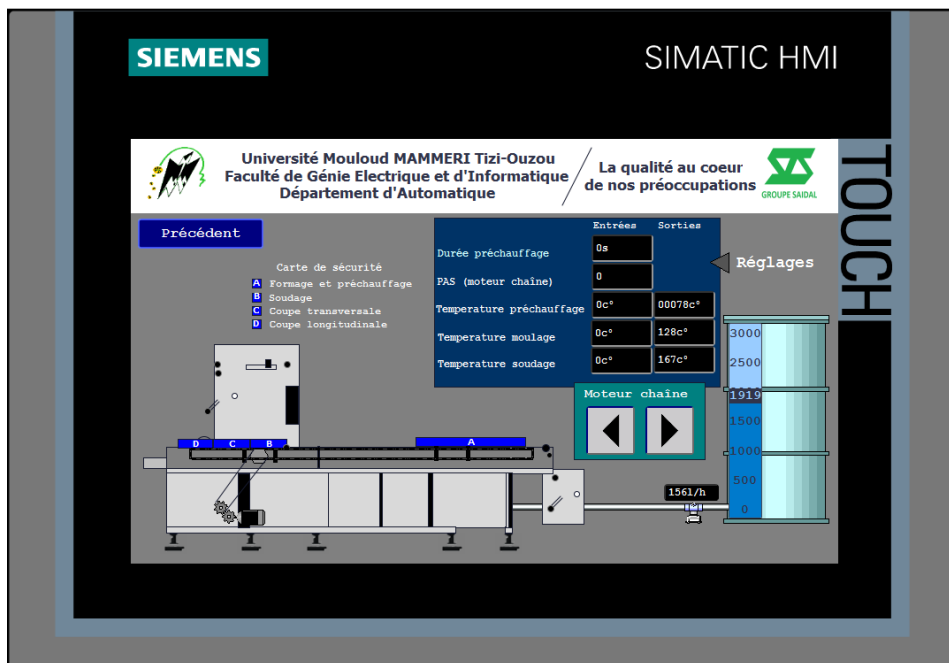 SIEMENS
SIMATIC HMI
TOUCH
Université Mouloud MAMMERI Tizi-Ouzou
Faculté de Génie Electrique et d'Informatique
Département d'Automatique
La qualité au coeur
de nos préoccupations
GROUPE SAIDAL
Précédent
Carte de sécurité
A Formage et préchauffage
B Soudage
C Coupe transversale
D Coupe longitudinale
Entrées Sorties
Durée préchauffage 0s
PAS (moteur chaîne) 0
Temperature préchauffage 0c° 00078c°
Temperature moulage 0c° 128c°
Temperature soudage 0c° 167c°
Réglages
Moteur chaîne
D C B A
156l/h
3000
2500
1919
1500
1000
500
0